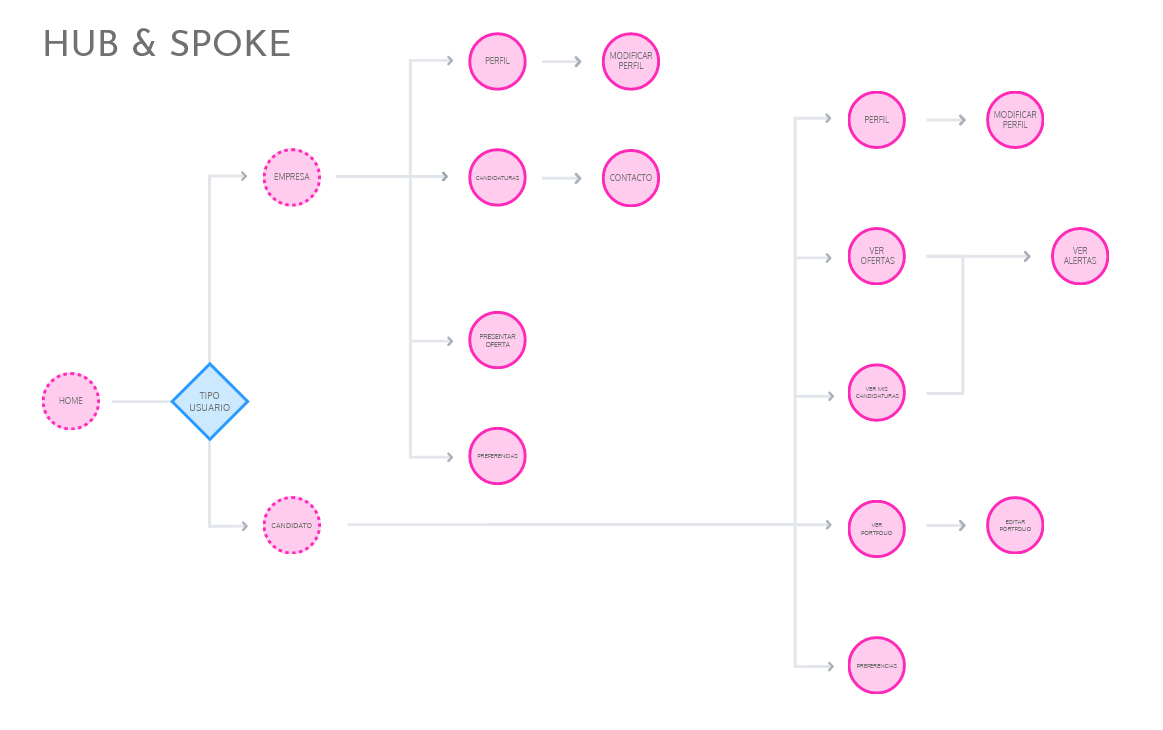 HUB & SPOKE
PERFIL
MODIFICAR
PERFIL
EMPRESA
CANDIDATURAS
CONTACTO
PRESENTAR
OFERTA
PREFERENCIAS
HOME
TIPO
USUARIO
CANDIDATO
PERFIL
MODIFICAR
PERFIL
VER
OFERTAS
VER
ALERTAS
VER MIS
CANDIDATURAS
VER
PORTFOLIO
EDITAR
PORTFOLIO
PREFERENCIAS